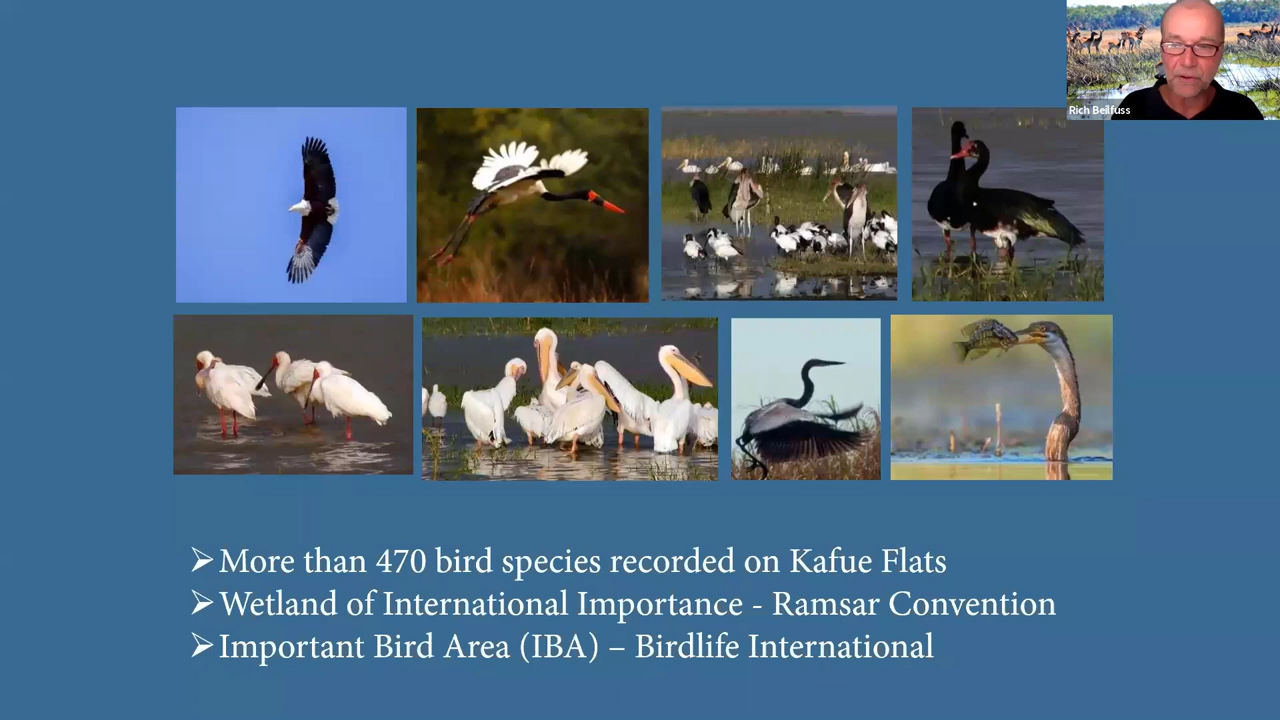 Rich Beilfuss
➢More than 470 bird species recorded on Kafue Flats
➢Wetland of International Importance - Ramsar Convention
➢Important Bird Area (IBA) – Birdlife International